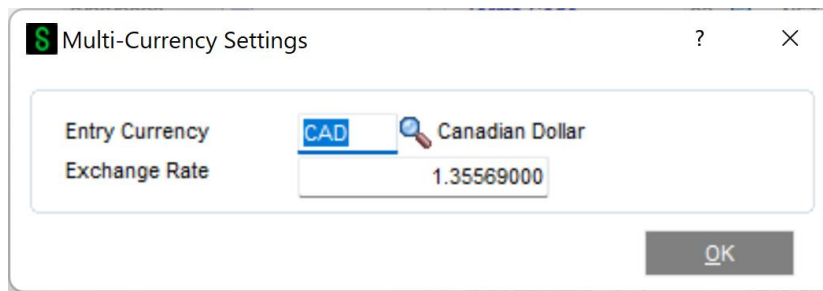 S Multi-Currency Settings ? ×
Entry Currency CAD Canadian Dollar
Exchange Rate 1.35569000
OK